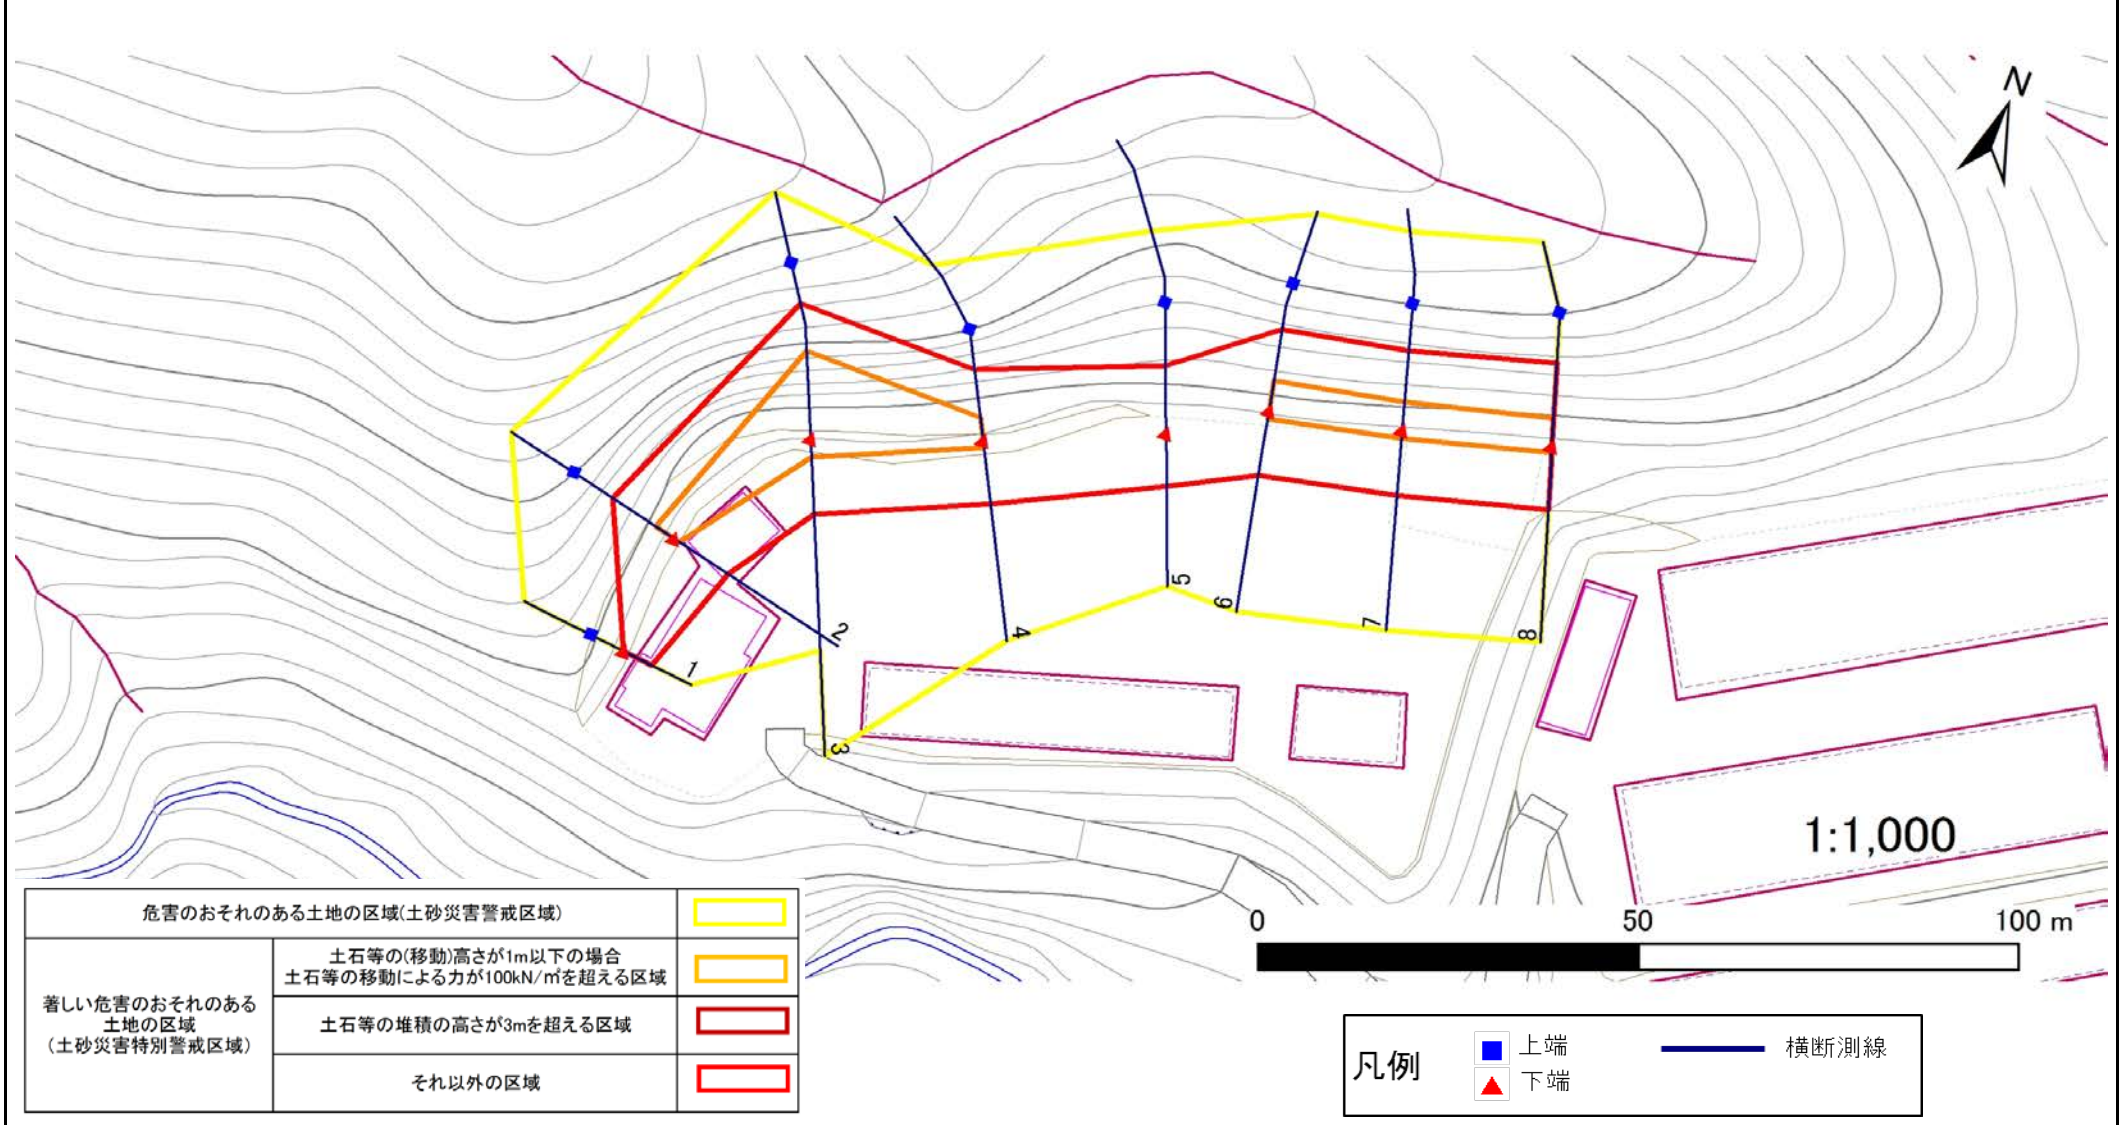 N
1
2
3
4
5
6
7
8
1:1,000
0 50 100 m
危害のおそれのある土地の区域(土砂災害警戒区域)
著しい危害のおそれのある
土地の区域
(土砂災害特別警戒区域)
土石等の(移動)高さが1m以下の場合
土石等の移動による力が100kN/㎡を超える区域
土石等の堆積の高さが3mを超える区域
それ以外の区域
凡例
上端
下端
横断測線